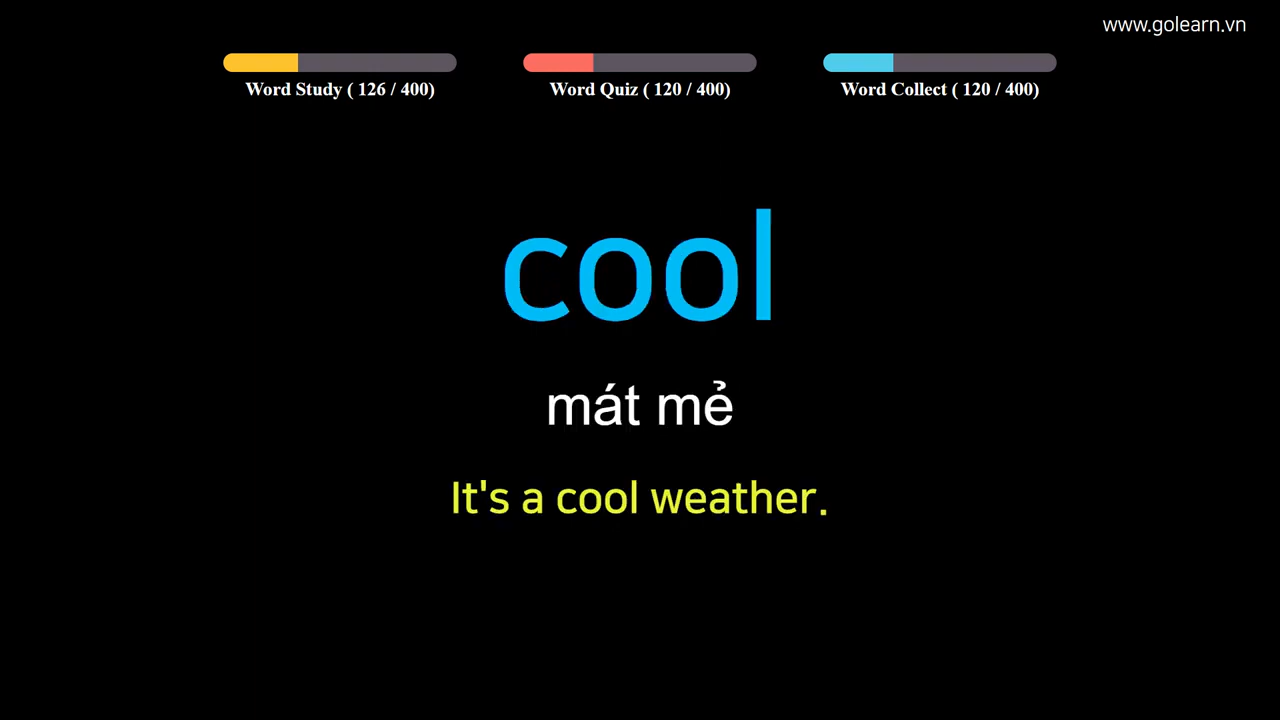 www.golearn.vn
Word Study ( 126 / 400)
Word Quiz ( 120 / 400)
Word Collect ( 120 / 400)
cool
mát mẻ
It's a cool weather.